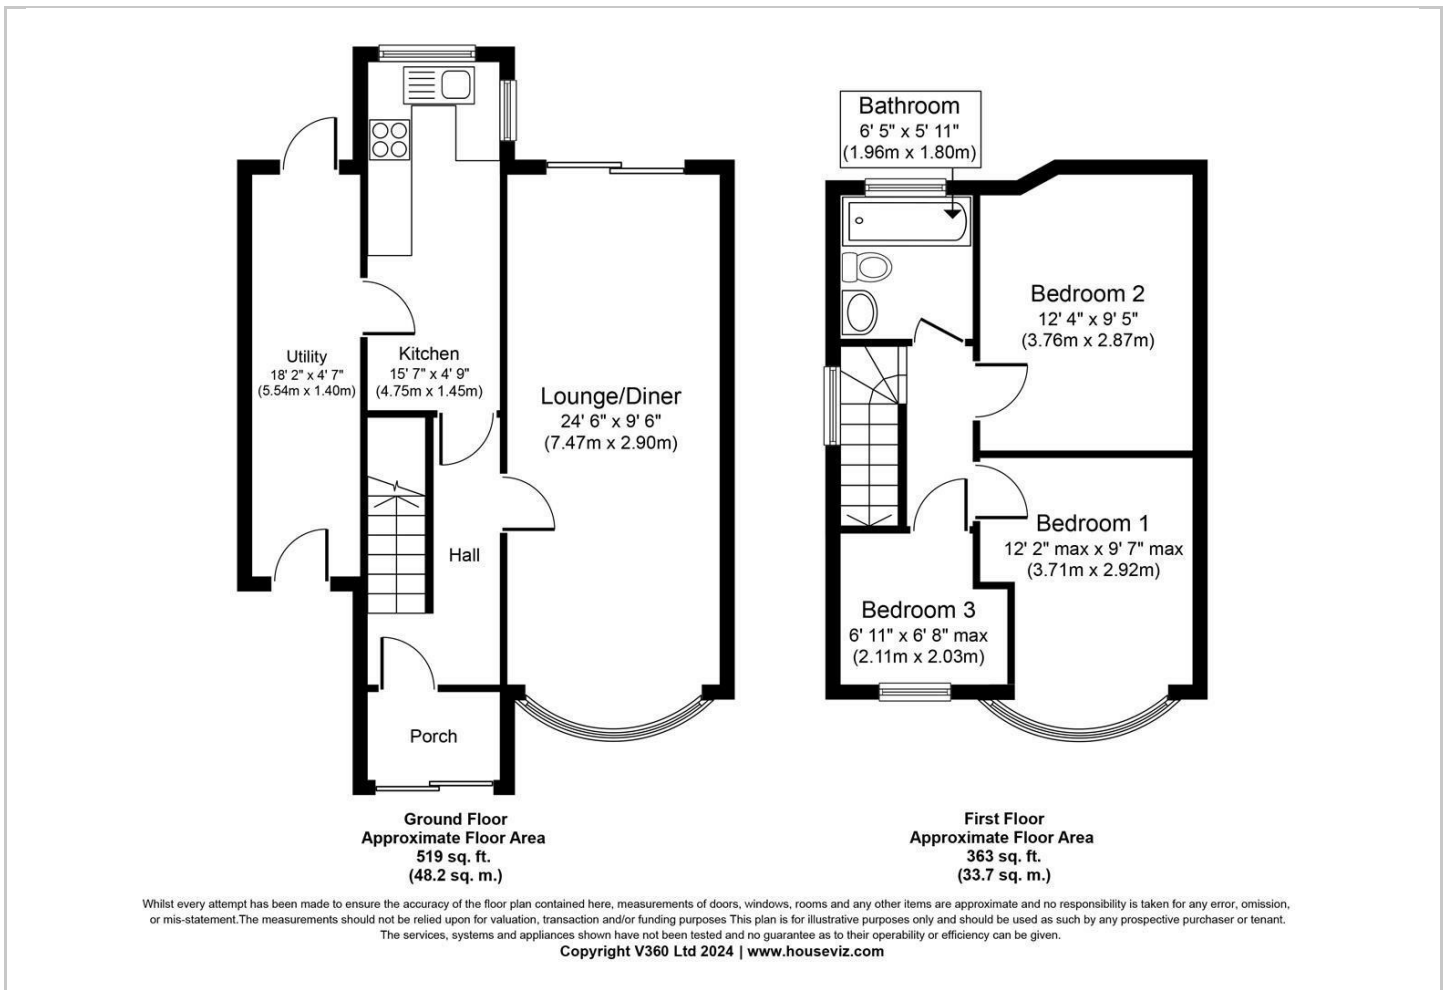 Bathroom
6' 5" x 5' 11"
(1.96m x 1.80m)
Bedroom 2
12' 4" x 9' 5"
(3.76m x 2.87m)
Utility
18' 2" x 4' 7"
(5.54m x 1.40m)
Kitchen
15' 7" x 4' 9"
(4.75m x 1.45m)
Lounge/Diner
24' 6" x 9' 6"
(7.47m x 2.90m)
Hall
Bedroom 1
12' 2" max x 9' 7" max
(3.71m x 2.92m)
Bedroom 3
6' 11" x 6' 8" max
(2.11m x 2.03m)
Porch
Ground Floor
Approximate Floor Area
519 sq. ft.
(48.2 sq. m.)
First Floor
Approximate Floor Area
363 sq. ft.
(33.7 sq. m.)
Whilst every attempt has been made to ensure the accuracy of the floor plan contained here, measurements of doors, windows, rooms and any other items are approximate and no responsibility is taken for any error, omission,
or mis-statement.The measurements should not be relied upon for valuation, transaction and/or funding purposes This plan is for illustrative purposes only and should be used as such by any prospective purchaser or tenant.
The services, systems and appliances shown have not been tested and no guarantee as to their operability or efficiency can be given.
Copyright V360 Ltd 2024 | www.houseviz.com